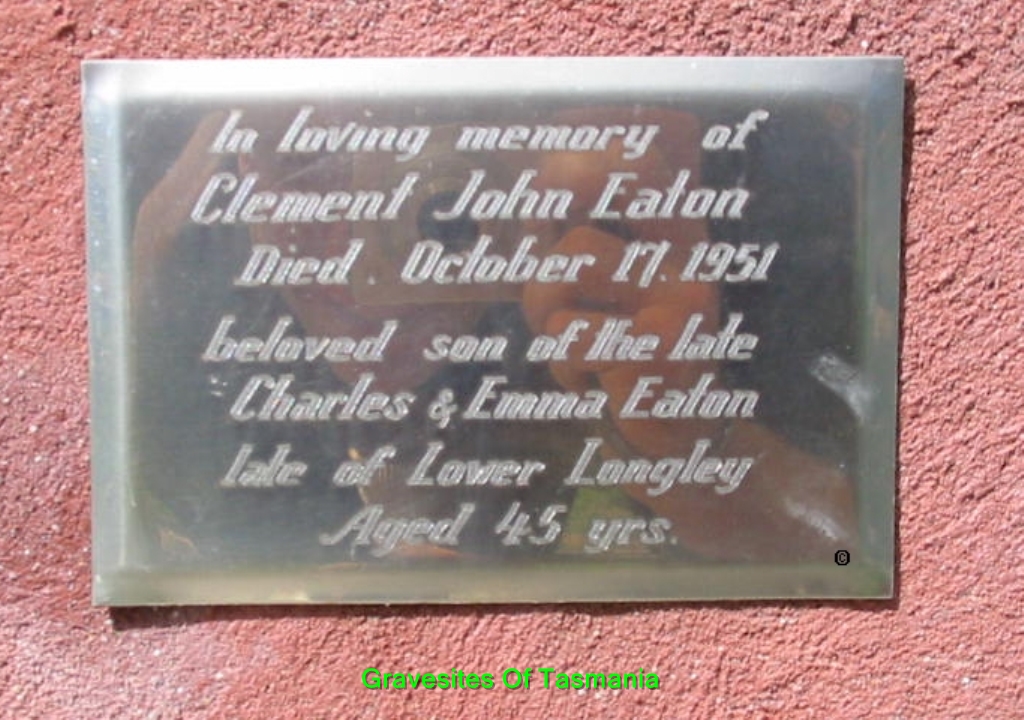 In loving memory of
Clement John Eaton
Died. October 17. 1951
beloved son of the late
Charles & Emma Eaton
late of Lower Longley
Aged 45 yrs.
©
Gravesites Of Tasmania